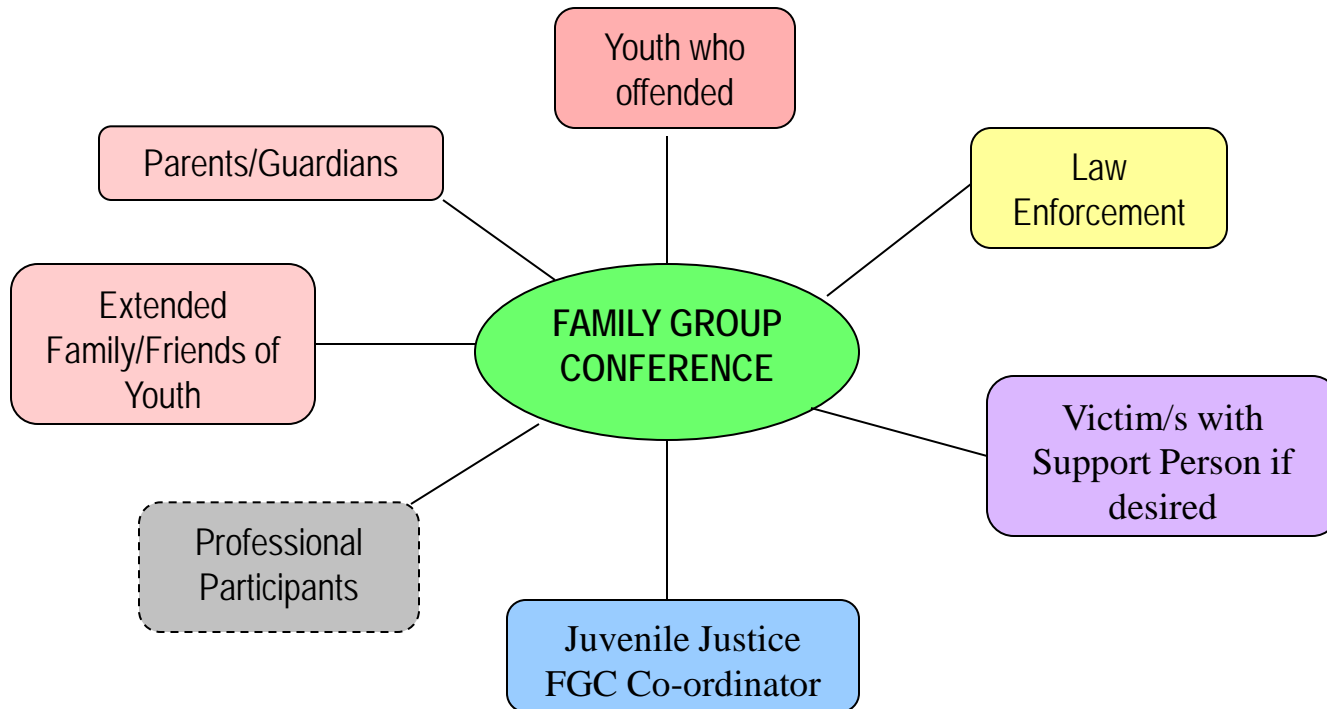 Youth who
offended
Parents/Guardians
Law
Enforcement
Extended
Family/Friends of
Youth
FAMILY GROUP
CONFERENCE
Victim/s with
Support Person if
desired
Professional
Participants
Juvenile Justice
FGC Co-ordinator